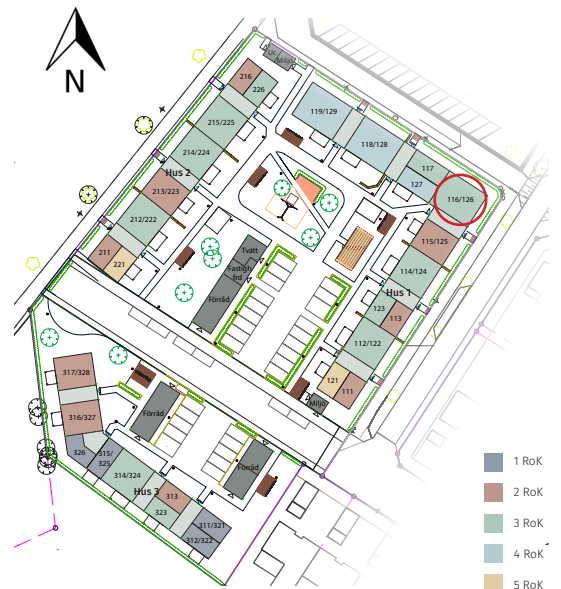 N
Uc
Miljö
216
226
119/129
215/225
118/128
117
214/224
127
Hus 2
116/126
213/223
212/222
115/125
Tvätt
211
221
Fastigh
frd
114/124
Hus 1
Förråd
123
113
112/122
317/328
121
111
Miljö
316/327
Förråd
326
315/
325
Förråd
314/324
Hus 3
313
323
311/321
312/322
1 RoK
2 RoK
3 RoK
4 RoK
5 RoK